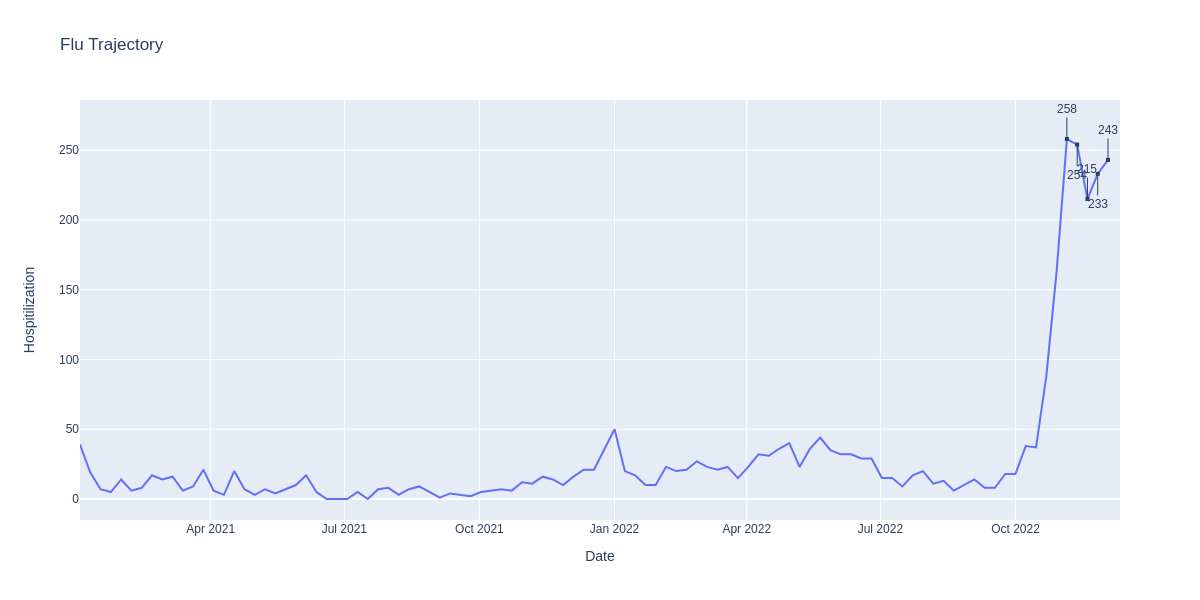 Flu Trajectory
258
243
215
254
233
250
200
150
100
50
0
Hospitilization
Apr 2021
Jul 2021
Oct 2021
Jan 2022
Apr 2022
Jul 2022
Oct 2022
Date